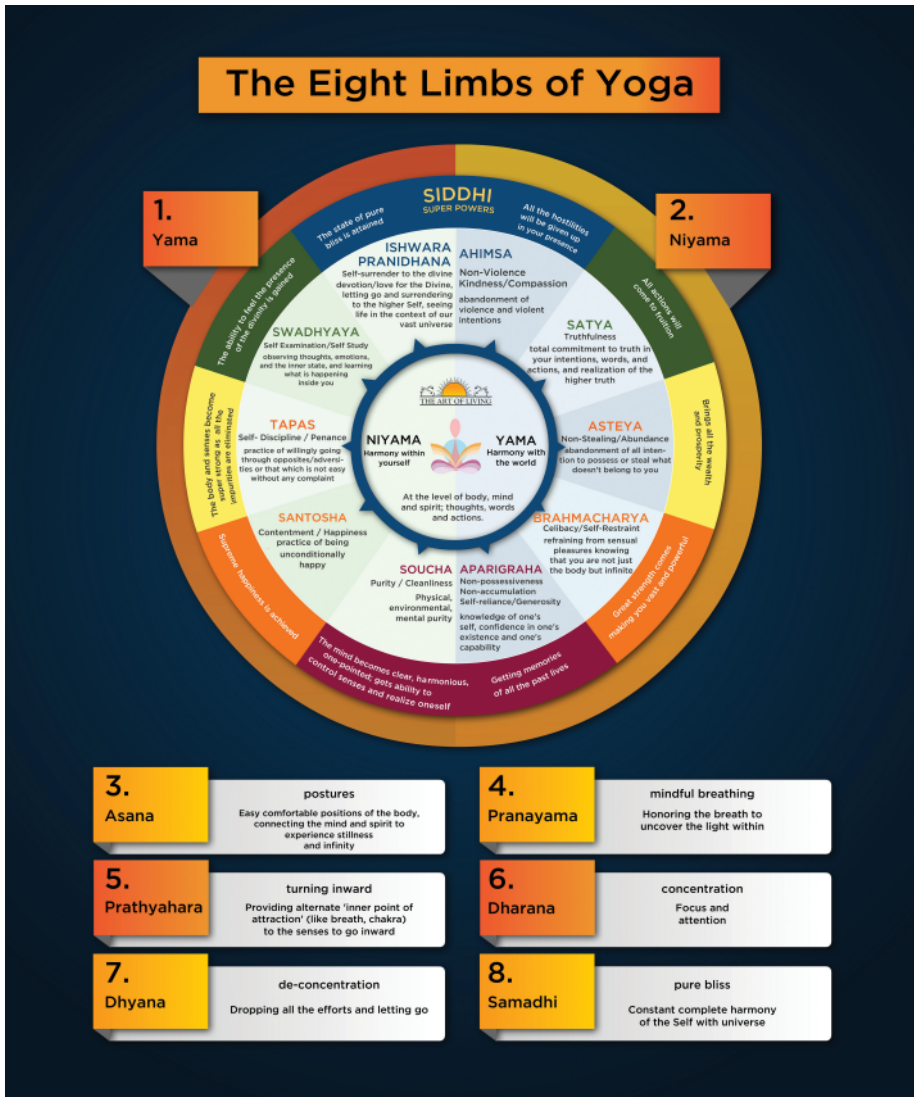 The Eight Limbs of Yoga
1.
Yama
2.
Niyama
SIDDHI
SUPER POWERS
The state of pure
bliss is attained
All the hostilities
will be given up
in your presence
The ability to feel the presence
of the divinity is gained
All actions will
come to fruition
The body and senses become
super strong as all the
impurities are eliminated
Brings all the wealth
and prosperity
Supreme happiness is achieved
Great strength comes
making you vast and powerful
The mind becomes clear, harmonious,
one-pointed; gets ability to
control senses and realize oneself
Getting memories
of all the past lives
ISHWARA
PRANIDHANA
Self-surrender to the divine
devotion/love for the Divine,
letting go and surrendering
to the higher Self, seeing
life in the context of our
vast universe
AHIMSA
Non-Violence
Kindness/Compassion
abandonment of
violence and violent
intentions
SWADHYAYA
Self Examination/Self Study
observing thoughts, emotions,
and the inner state, and learning
what is happening
inside you
SATYA
Truthfulness
total commitment to truth in
your intentions, words, and
actions, and realization of the
higher truth
TAPAS
Self- Discipline / Penance
practice of willingly going
through opposites/adversi-
ties or that which is not easy
without any complaint
THE ART OF LIVING
NIYAMA
Harmony within
yourself
YAMA
Harmony with
the world
At the level of body, mind
and spirit; thoughts, words
and actions.
ASTEYA
Non-Stealing/Abundance
abandonment of all inten-
tion to possess or steal what
doesn't belong to you
SANTOSHA
Contentment / Happiness
practice of being
unconditionally
happy
BRAHMACHARYA
Celibacy/Self-Restraint
refraining from sensual
pleasures knowing
that you are not just
the body but infinite
SOUCHA
Purity / Cleanliness
Physical,
environmental,
mental purity
APARIGRAHA
Non-possessiveness
Non-accumulation
Self-reliance/Generosity
knowledge of one's
self, confidence in one's
existence and one's
capability
3.
Asana
postures
Easy comfortable positions of the body,
connecting the mind and spirit to
experience stillness
and infinity
4.
Pranayama
mindful breathing
Honoring the breath to
uncover the light within
5.
Prathyahara
turning inward
Providing alternate 'inner point of
attraction' (like breath, chakra)
to the senses to go inward
6.
Dharana
concentration
Focus and
attention
7.
Dhyana
de-concentration
Dropping all the efforts and letting go
8.
Samadhi
pure bliss
Constant complete harmony
of the Self with universe